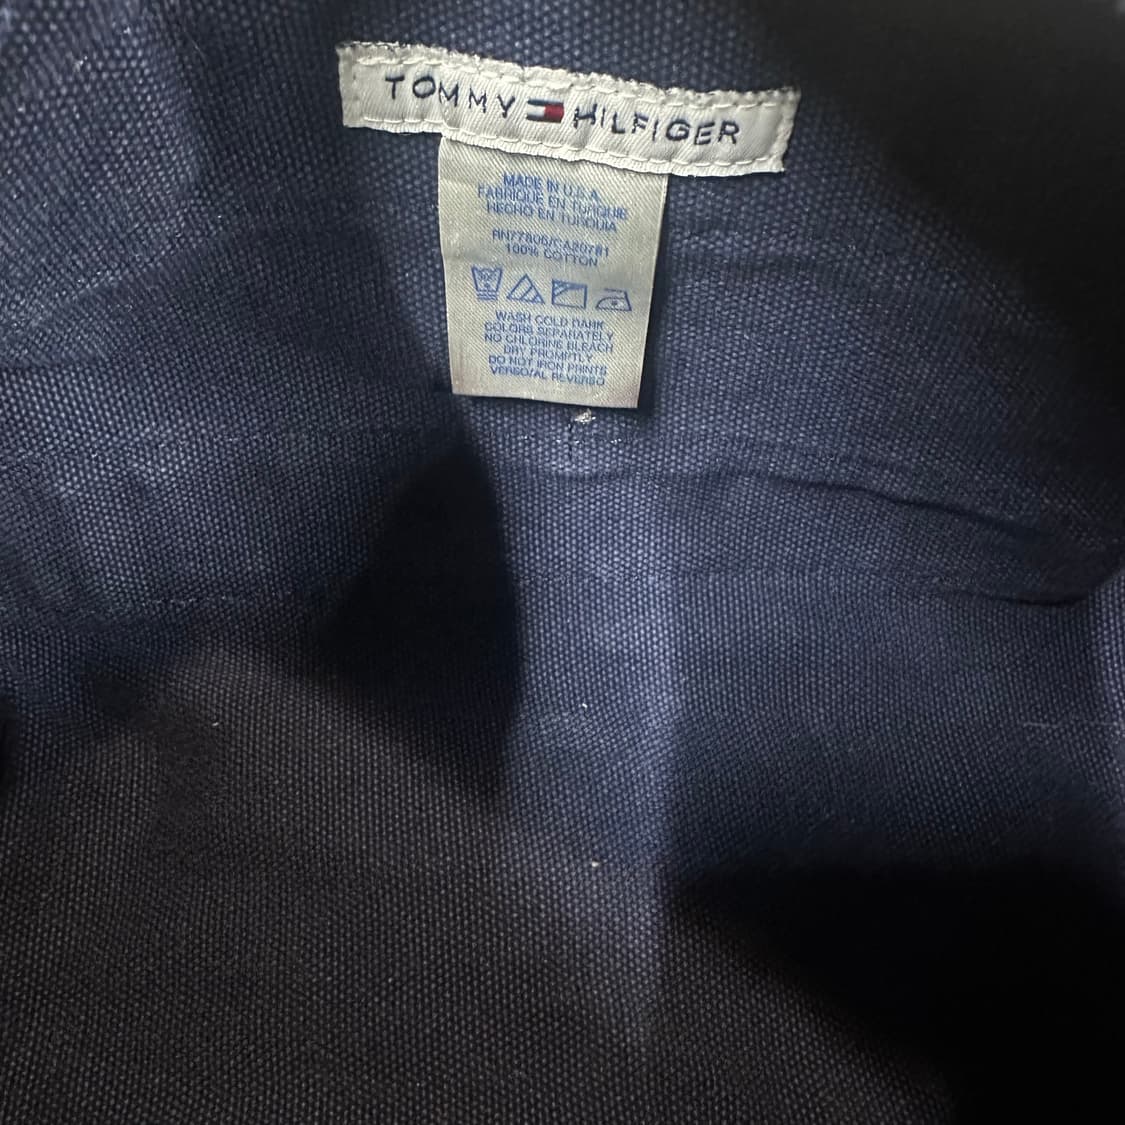 TOMMY HILFIGER
MADE IN U.S.A.
FABRIQUE EN TURQUIE
HECHO EN TURQUIA
RN77806/CA20781
100% COTTON
WASH COLD DARK
COLORS SEPARATELY
NO CHLORINE BLEACH
DRY PROMPTLY
DO NOT IRON PRINTS
VERSO/AL REVERSO